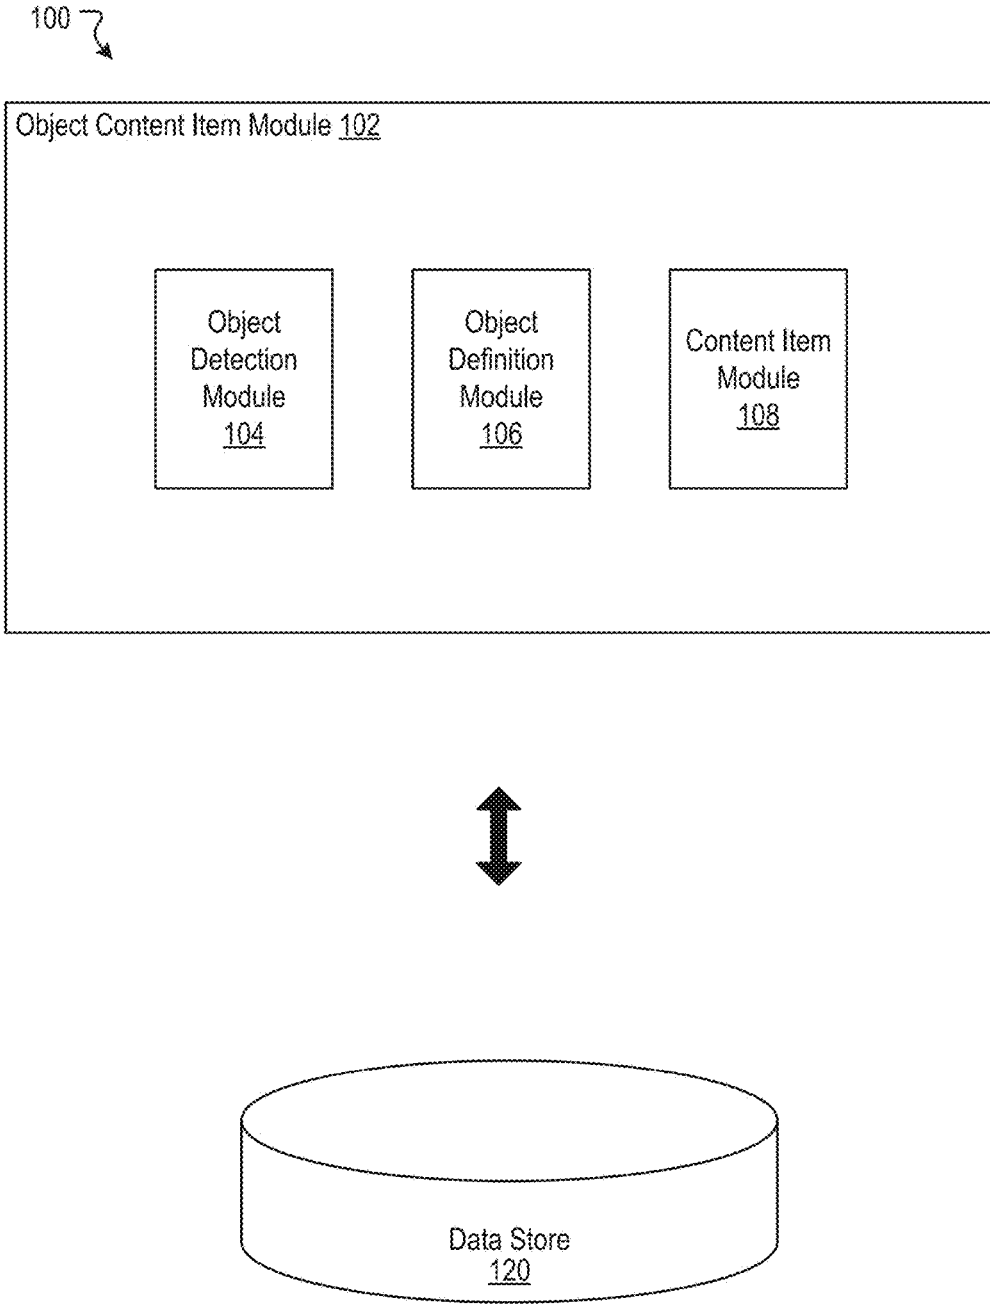 100
Object Content Item Module 102
Object
Detection
Module
104
Object
Definition
Module
106
Content Item
Module
108
Data Store
120